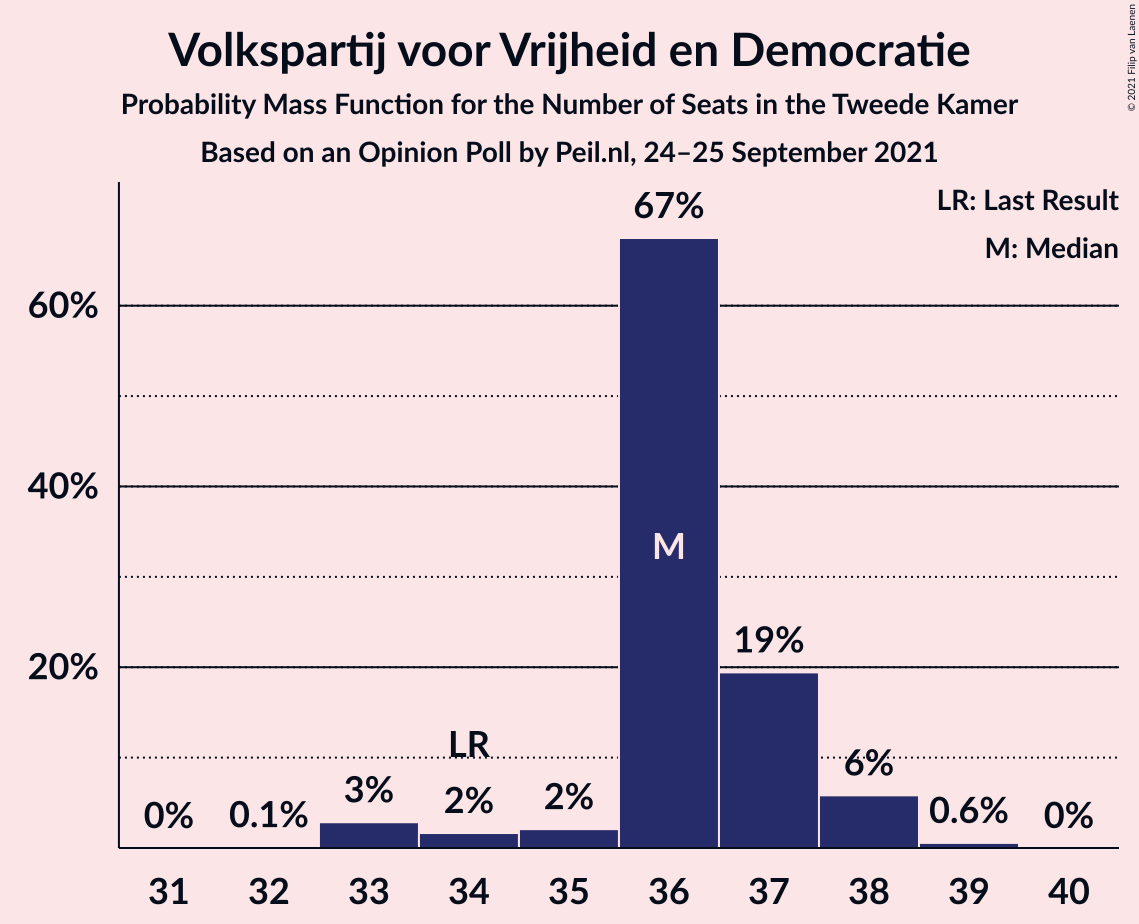 Volkspartij voor Vrijheid en Democratie
Probability Mass Function for the Number of Seats in the Tweede Kamer
Based on an Opinion Poll by Peil.nl, 24–25 September 2021
© 2021 Filip van Laenen
LR: Last Result
M: Median
67%
60%
40%
M
19%
20%
LR
6%
3%
2%
2%
0%
0.1%
0.6%
0%
31 32 33 34 35 36 37 38 39 40